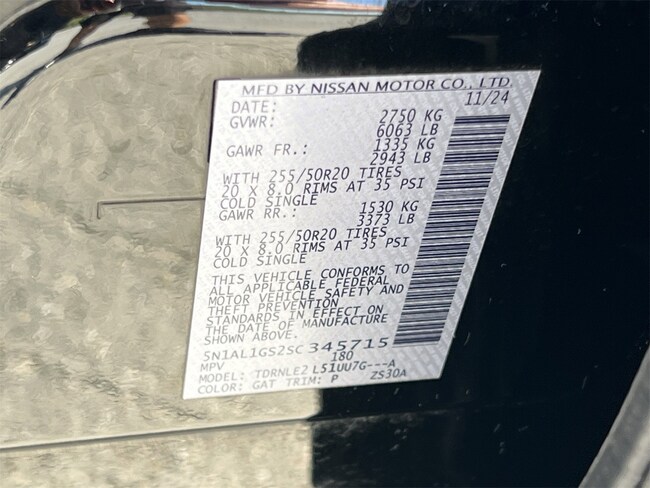 MFD BY NISSAN MOTOR CO., LTD.
DATE: 11/24
GVWR: 2750 KG
6063 LB
GAWR FR.: 1335 KG
2943 LB
WITH 255/50R20 TIRES
20 X 8.0 RIMS AT 35 PSI
COLD SINGLE
GAWR RR.: 1530 KG
3373 LB
WITH 255/50R20 TIRES
20 X 8.0 RIMS AT 35 PSI
COLD SINGLE
THIS VEHICLE CONFORMS TO
ALL APPLICABLE FEDERAL
MOTOR VEHICLE SAFETY AND
THEFT PREVENTION
STANDARDS IN EFFECT ON
THE DATE OF MANUFACTURE
SHOWN ABOVE.
5N1AL1GS2SC345715
MPV 180
MODEL: TDRNLE2 L51UU7G---A
COLOR: GAT TRIM: P ZS30A